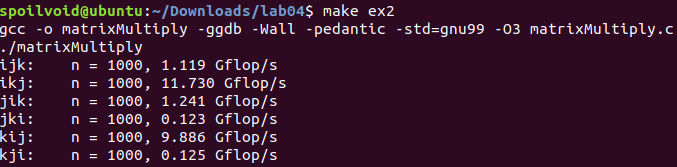 spoilvoid@ubuntu:~/Downloads/lab04$ make ex2
gcc -o matrixMultiply -ggdb -Wall -pedantic -std=gnu99 -O3 matrixMultiply.c
./matrixMultiply
ijk:    n = 1000, 1.119 Gflop/s
ikj:    n = 1000, 11.730 Gflop/s
jik:    n = 1000, 1.241 Gflop/s
jki:    n = 1000, 0.123 Gflop/s
kij:    n = 1000, 9.886 Gflop/s
kji:    n = 1000, 0.125 Gflop/s